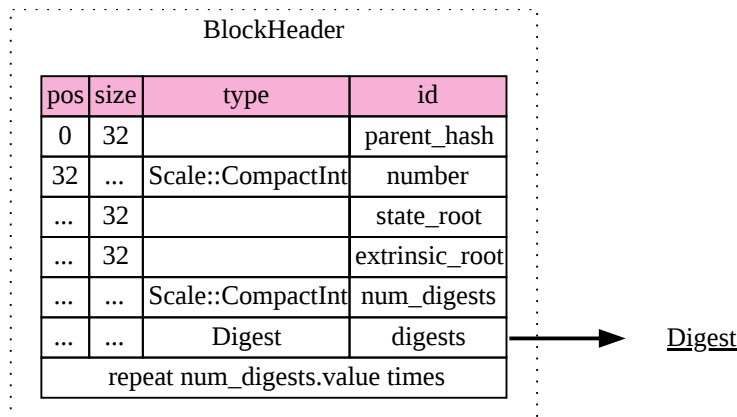 BlockHeader
pos size type id
0 32 parent_hash
32 ... Scale::CompactInt number
... 32 state_root
... 32 extrinsic_root
... ... Scale::CompactInt num_digests
... ... Digest digests Digest
repeat num_digests.value times